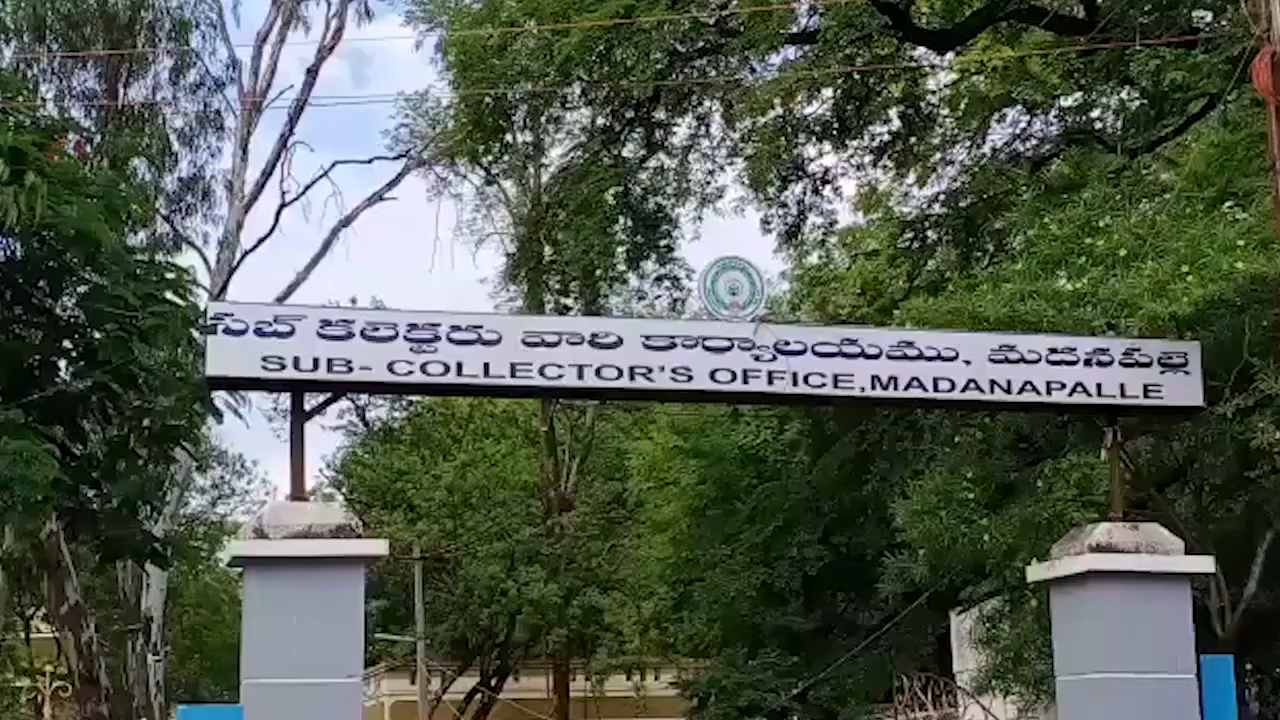 సబ్ కలెక్టరు వారి కార్యాలయము, మదనపల్లె
SUB- COLLECTOR'S OFFICE,MADANAPALLE